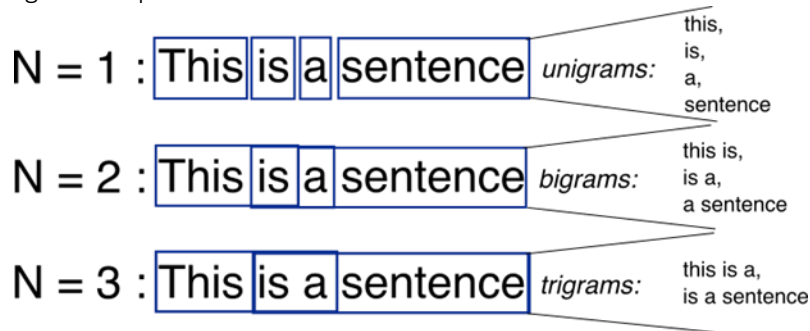 N = 1 : This is a sentence unigrams:
this,
is,
a,
sentence
N = 2 : This is a sentence bigrams:
this is,
is a,
a sentence
N = 3 : This is a sentence trigrams:
this is a,
is a sentence